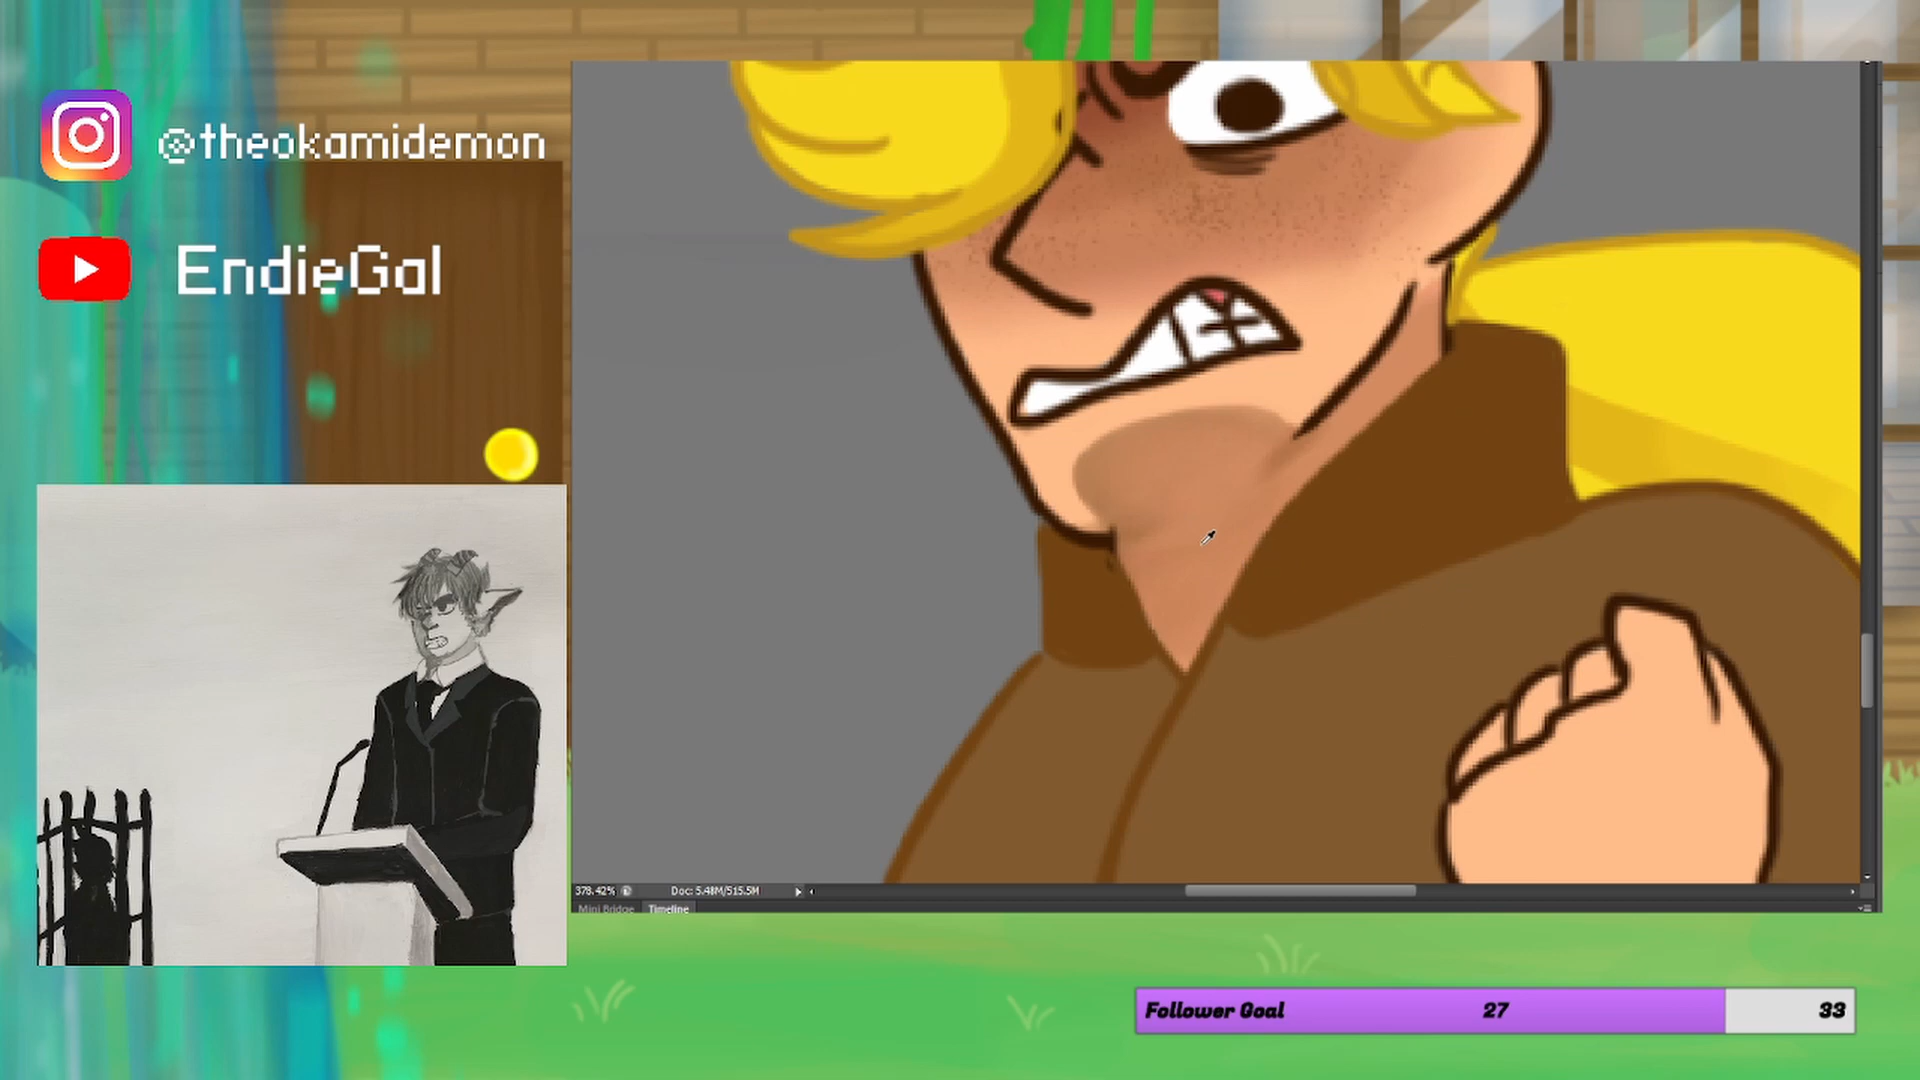 @theokamidemon
EndieGal
378.42%
Doc: 5.48M/515.5M
Mini Bridge
Timeline
Follower Goal
27
33